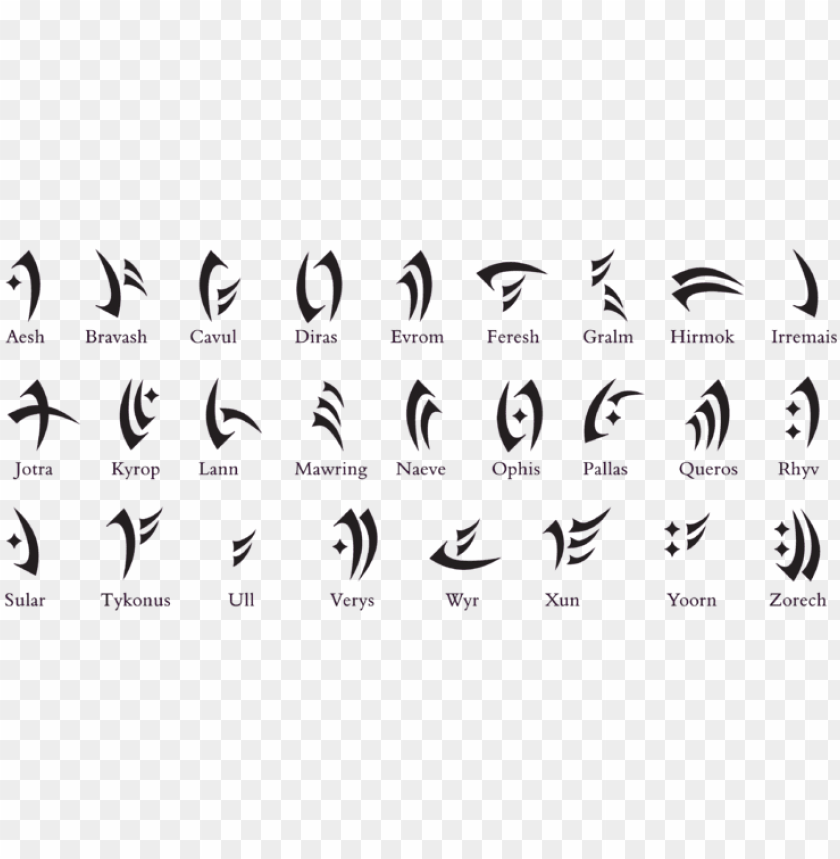 Aesh Bravash Cavul Diras Evrom Feresh Gralm Hirmok Irremais
Jotra Kyrop Lann Mawring Naeve Ophis Pallas Queros Rhyv
Sular Tykonus Ull Verys Wyr Xun Yoorn Zorech